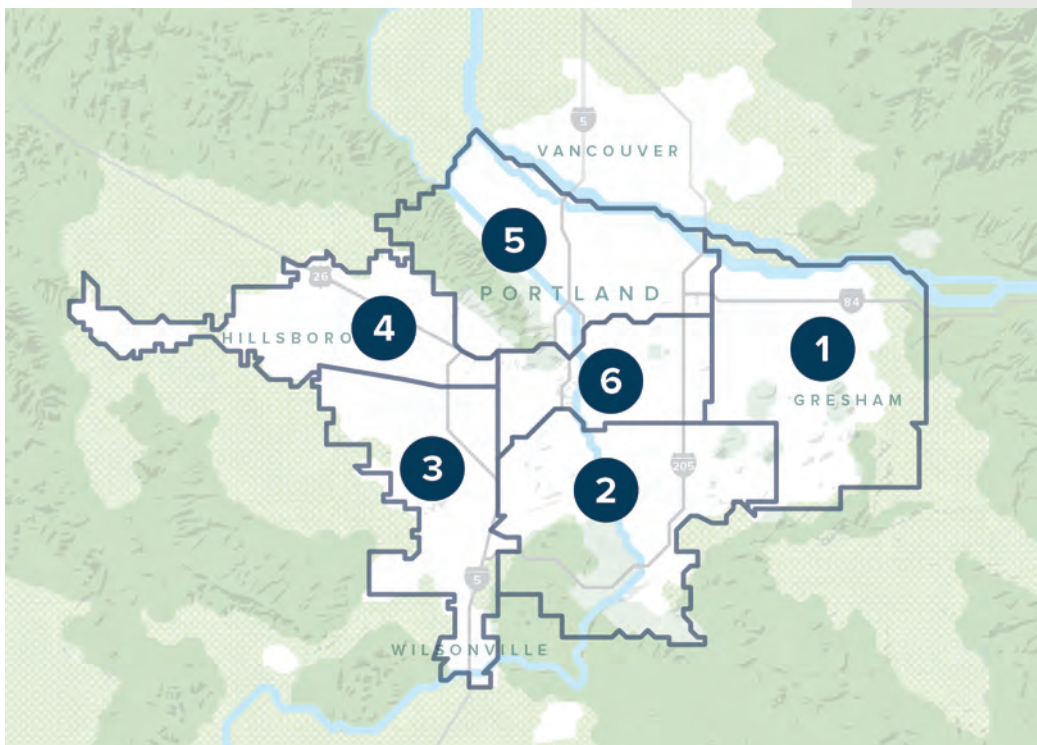 5
VANCOUVER
5
PORTLAND
26
84
HILLSBORO
4
1
6
GRESHAM
3
205
2
5
WILSONVILLE